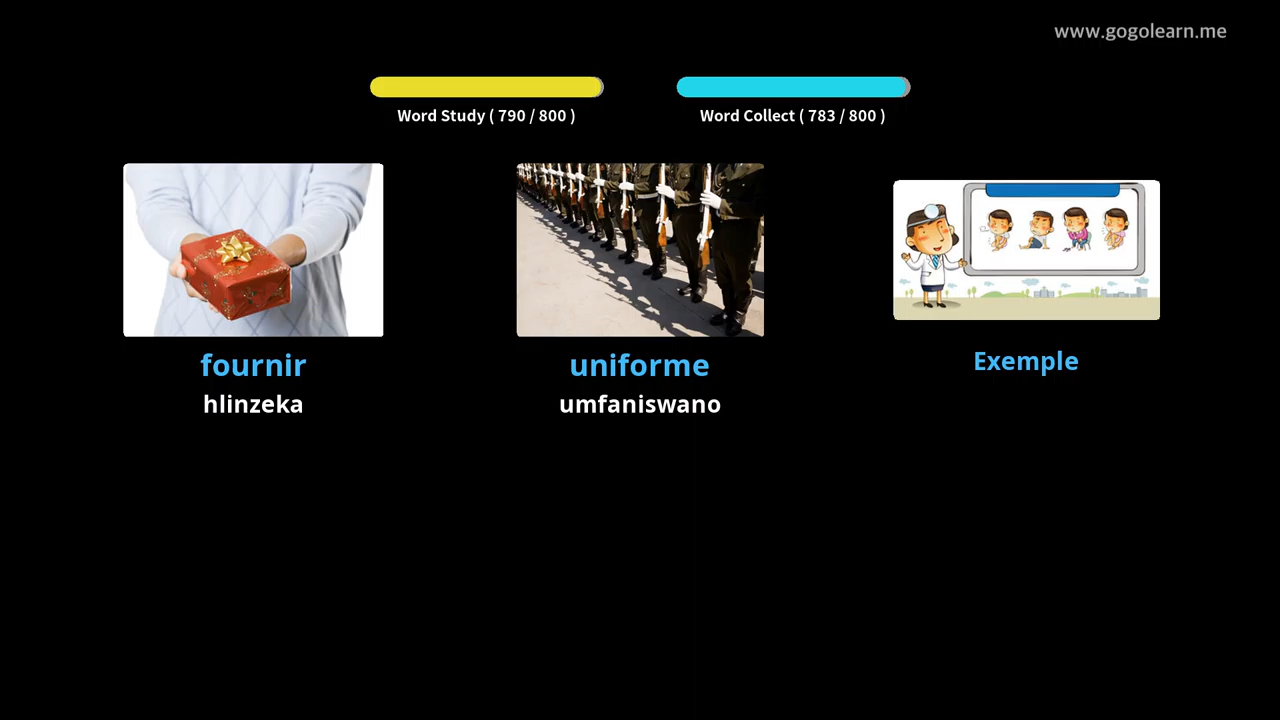 www.gogolearn.me
Word Study ( 790 / 800 )
Word Collect ( 783 / 800 )
fournir
hlinzeka
uniforme
umfaniswano
Exemple